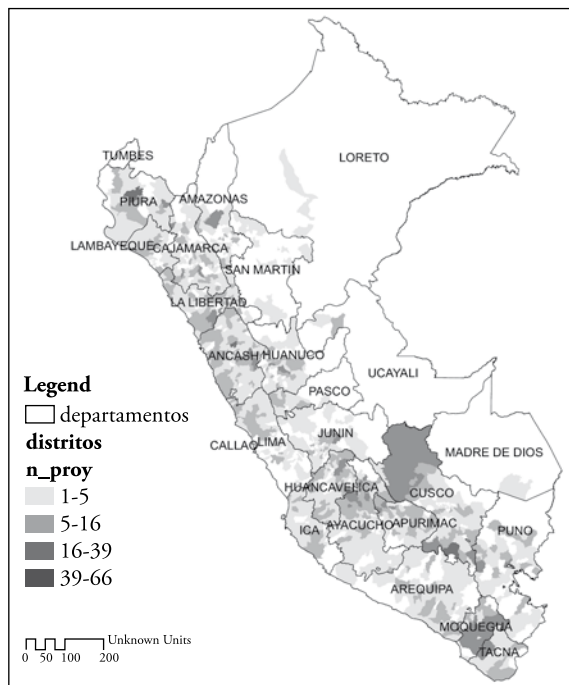 LORETO
TUMBES
PIURA
AMAZONAS
LAMBAYEQUE
CAJAMARCA
SAN MARTIN
LA LIBERTAD
ANCASH
HUANUCO
UCAYALI
PASCO
CALLAO
LIMA
JUNIN
MADRE DE DIOS
HUANCAVELICA
CUSCO
ICA
AYACUCHO
APURIMAC
PUNO
AREQUIPA
MOQUEGUA
TACNA
Legend
departamentos
distritos
n_proy
1-5
5-16
16-39
39-66
Unknown Units
0 50 100 200